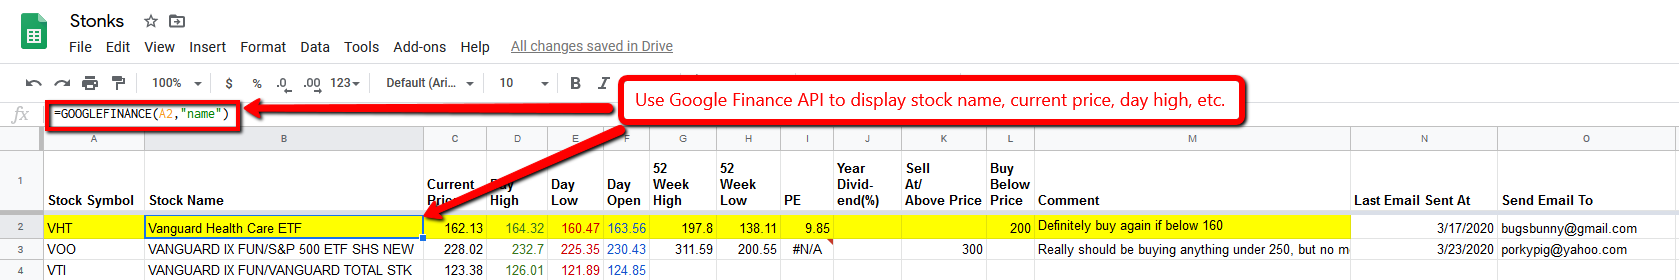 Stonks
File Edit View Insert Format Data Tools Add-ons Help All changes saved in Drive
100% $ % .0 .00 123 Default (Ari... 10 B I
Use Google Finance API to display stock name, current price, day high, etc.
fx =GOOGLEFINANCE(A2,"name")
A B C D E F G H I J K L M N O
1 Stock Symbol Stock Name Current Price Day High Day Low Day Open 52 Week High 52 Week Low PE Year Divid-end(%) Sell At/ Above Price Buy Below Price Comment Last Email Sent At Send Email To
2 VHT Vanguard Health Care ETF 162.13 164.32 160.47 163.56 197.8 138.11 9.85 200 Definitely buy again if below 160 3/17/2020 bugsbunny@gmail.com
3 VOO VANGUARD IX FUN/S&P 500 ETF SHS NEW 228.02 232.7 225.35 230.43 311.59 200.55 #N/A 300 Really should be buying anything under 250, but no m 3/23/2020 porkypig@yahoo.com
4 VTI VANGUARD IX FUN/VANGUARD TOTAL STK 123.38 126.01 121.89 124.85